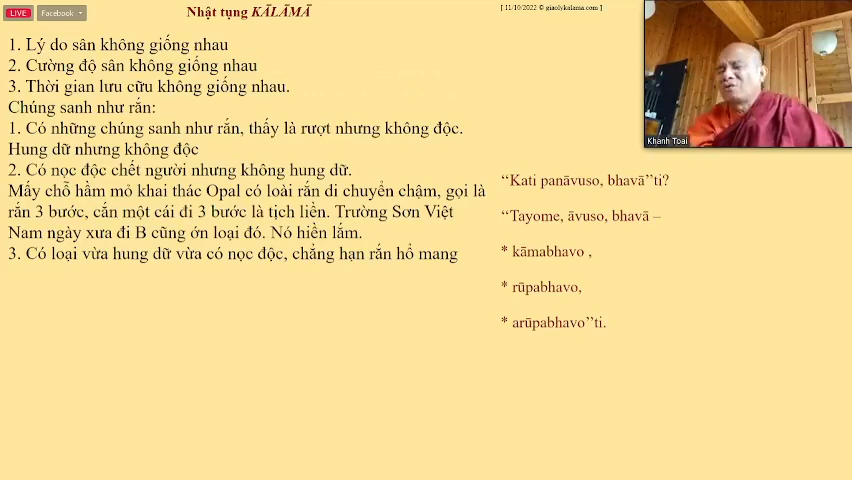 LIVE
Facebook
Nhật tụng KĀLĀMĀ
[ 11/10/2022 © giaolykalama.com ]
1. Lý do sân không giống nhau
2. Cường độ sân không giống nhau
3. Thời gian lưu cữu không giống nhau.
Chúng sanh như rắn:
1. Có những chúng sanh như rắn, thấy là rượt nhưng không độc.
Hung dữ nhưng không độc
2. Có nọc độc chết người nhưng không hung dữ.
Mấy chỗ hầm mỏ khai thác Opal có loài rắn di chuyển chậm, gọi là
rắn 3 bước, cắn một cái đi 3 bước là tịch liền. Trường Sơn Việt
Nam ngày xưa đi B cũng ớn loại đó. Nó hiền lắm.
3. Có loại vừa hung dữ vừa có nọc độc, chẳng hạn rắn hổ mang
‘‘Kati panāvuso, bhavā’’ti?
‘‘Tayome, āvuso, bhavā –
* kāmabhavo ,
* rūpabhavo,
* arūpabhavo’’ti.
Khanh Toai